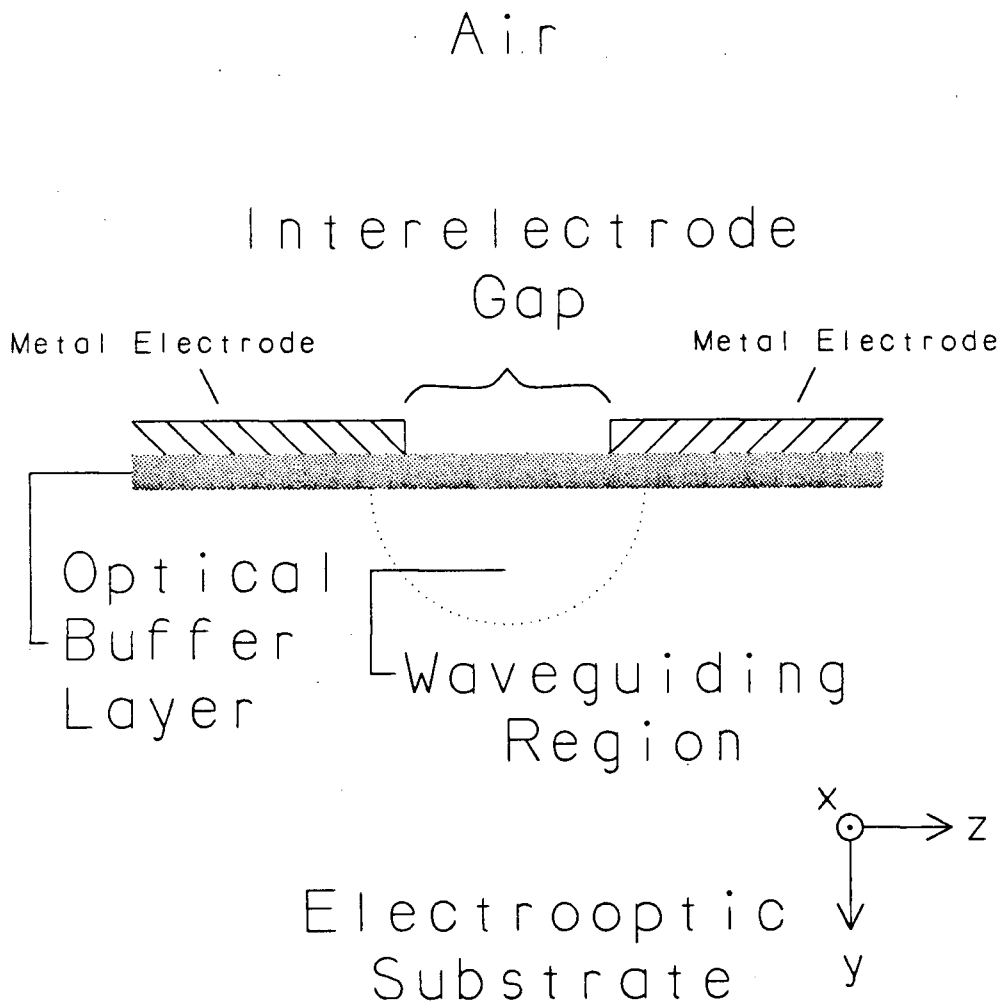 Air
Interelectrode
Gap
Metal Electrode
Metal Electrode
Optical
Buffer
Layer
Waveguiding
Region
x
z
y
Electrooptic
Substrate